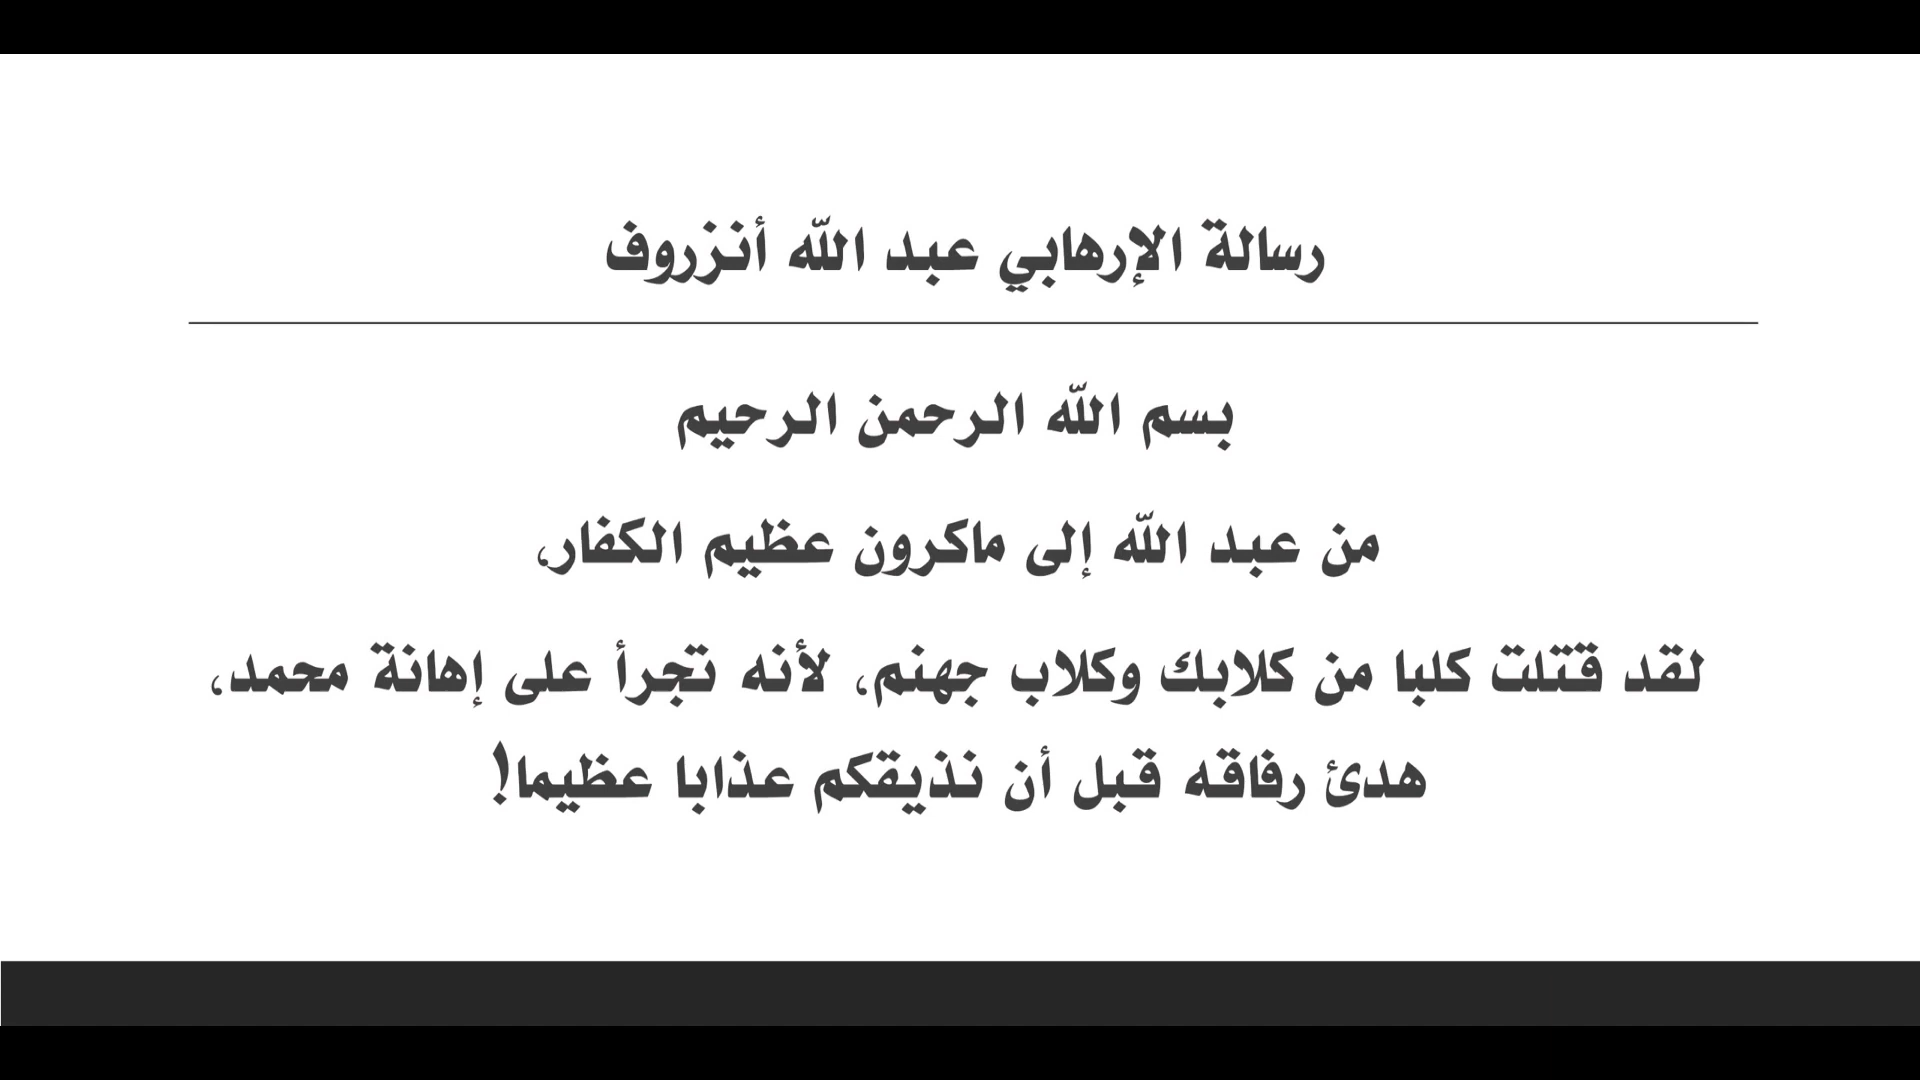 رسالة الإرهابي عبد الله أنزروف
بسم الله الرحمن الرحيم
من عبد الله إلى ماكرون عظيم الكفار،
لقد قتلت كلبا من كلابك وكلاب جهنم، لأنه تجرأ على إهانة محمد،
هدئ رفاقه قبل أن نذيقكم عذابا عظيما!